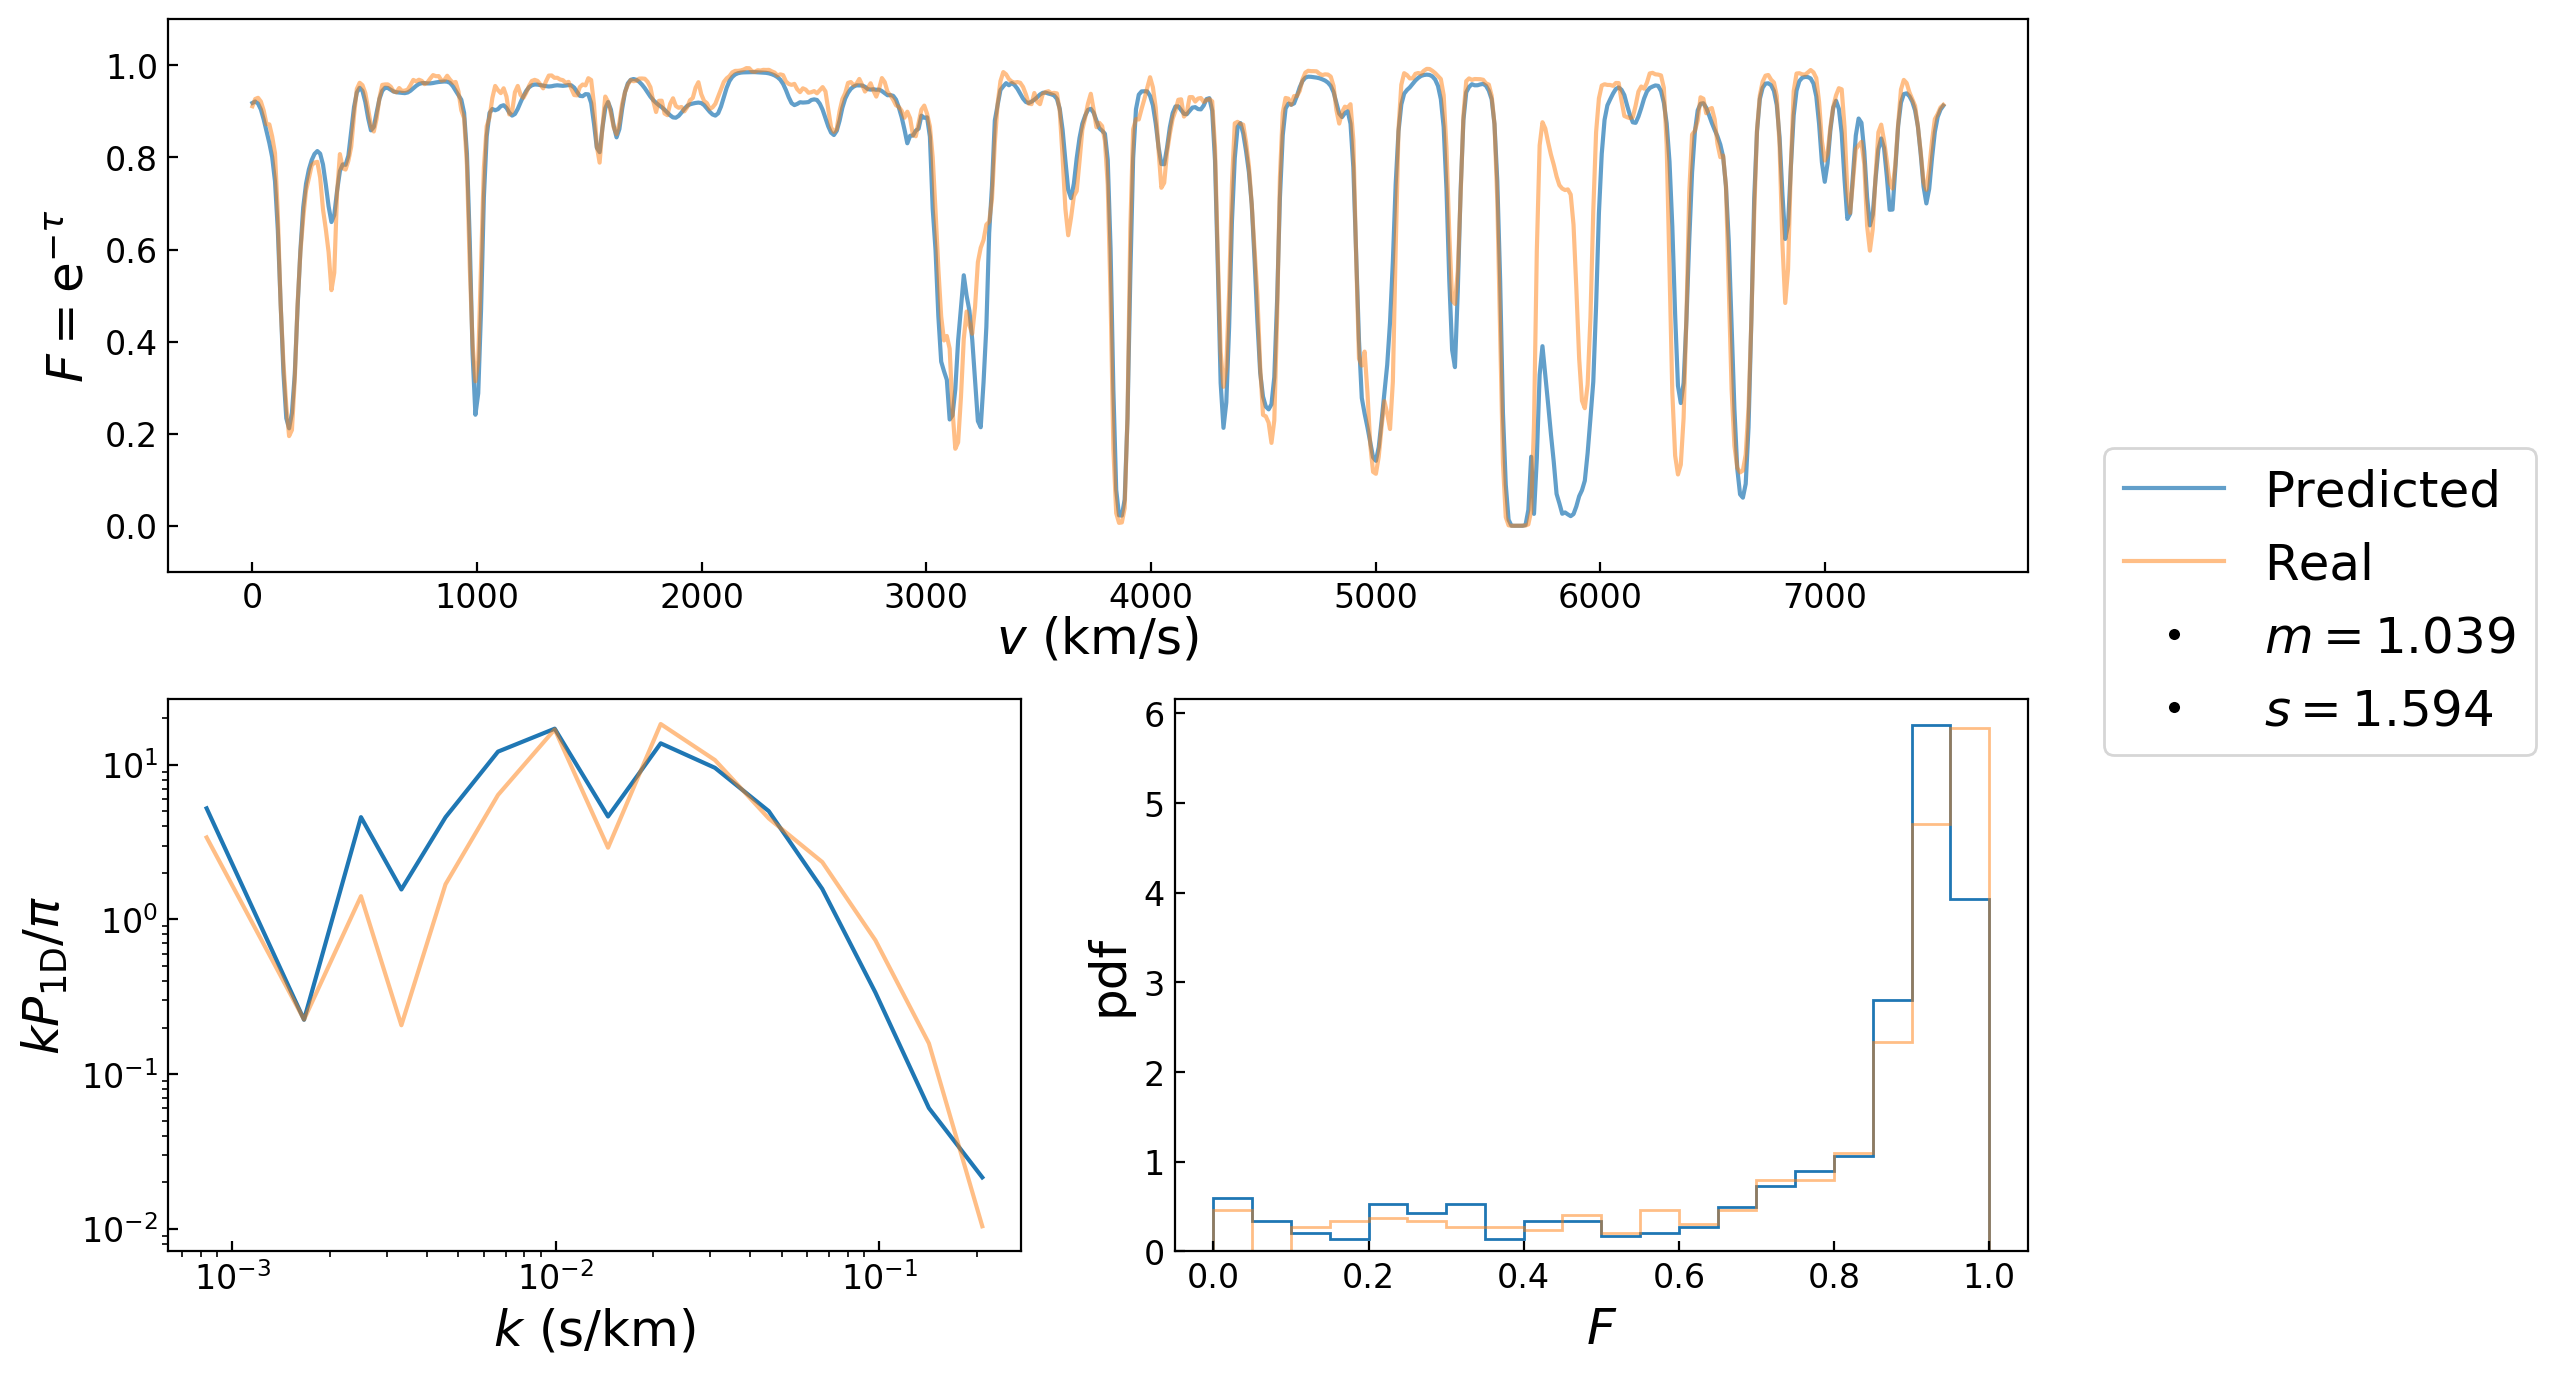 1.0
0.8
0.6
0.4
0.2
0.0
F = e^{−τ}
0 1000 2000 3000 4000 5000 6000 7000
v (km/s)
Predicted
Real
m = 1.039
s = 1.594
10^1
10^0
10^{−1}
10^{−2}
kP_{1D}/π
10^{−3} 10^{−2} 10^{−1}
k (s/km)
6
5
4
3
2
1
0
pdf
0.0 0.2 0.4 0.6 0.8 1.0
F